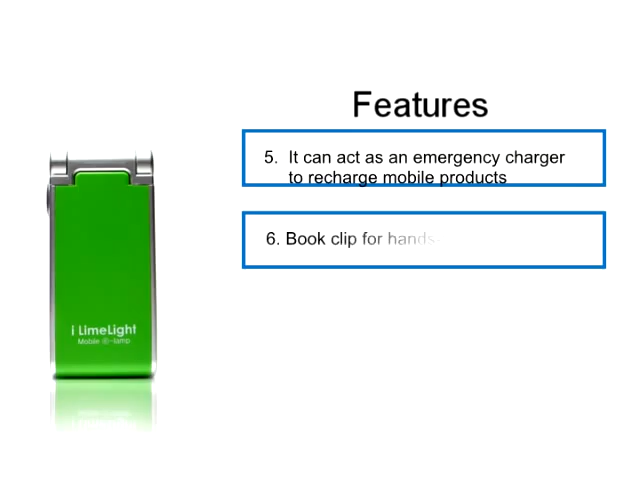 Features
5. It can act as an emergency charger
to recharge mobile products
6. Book clip for hands-
i LimeLight
Mobile e-lamp